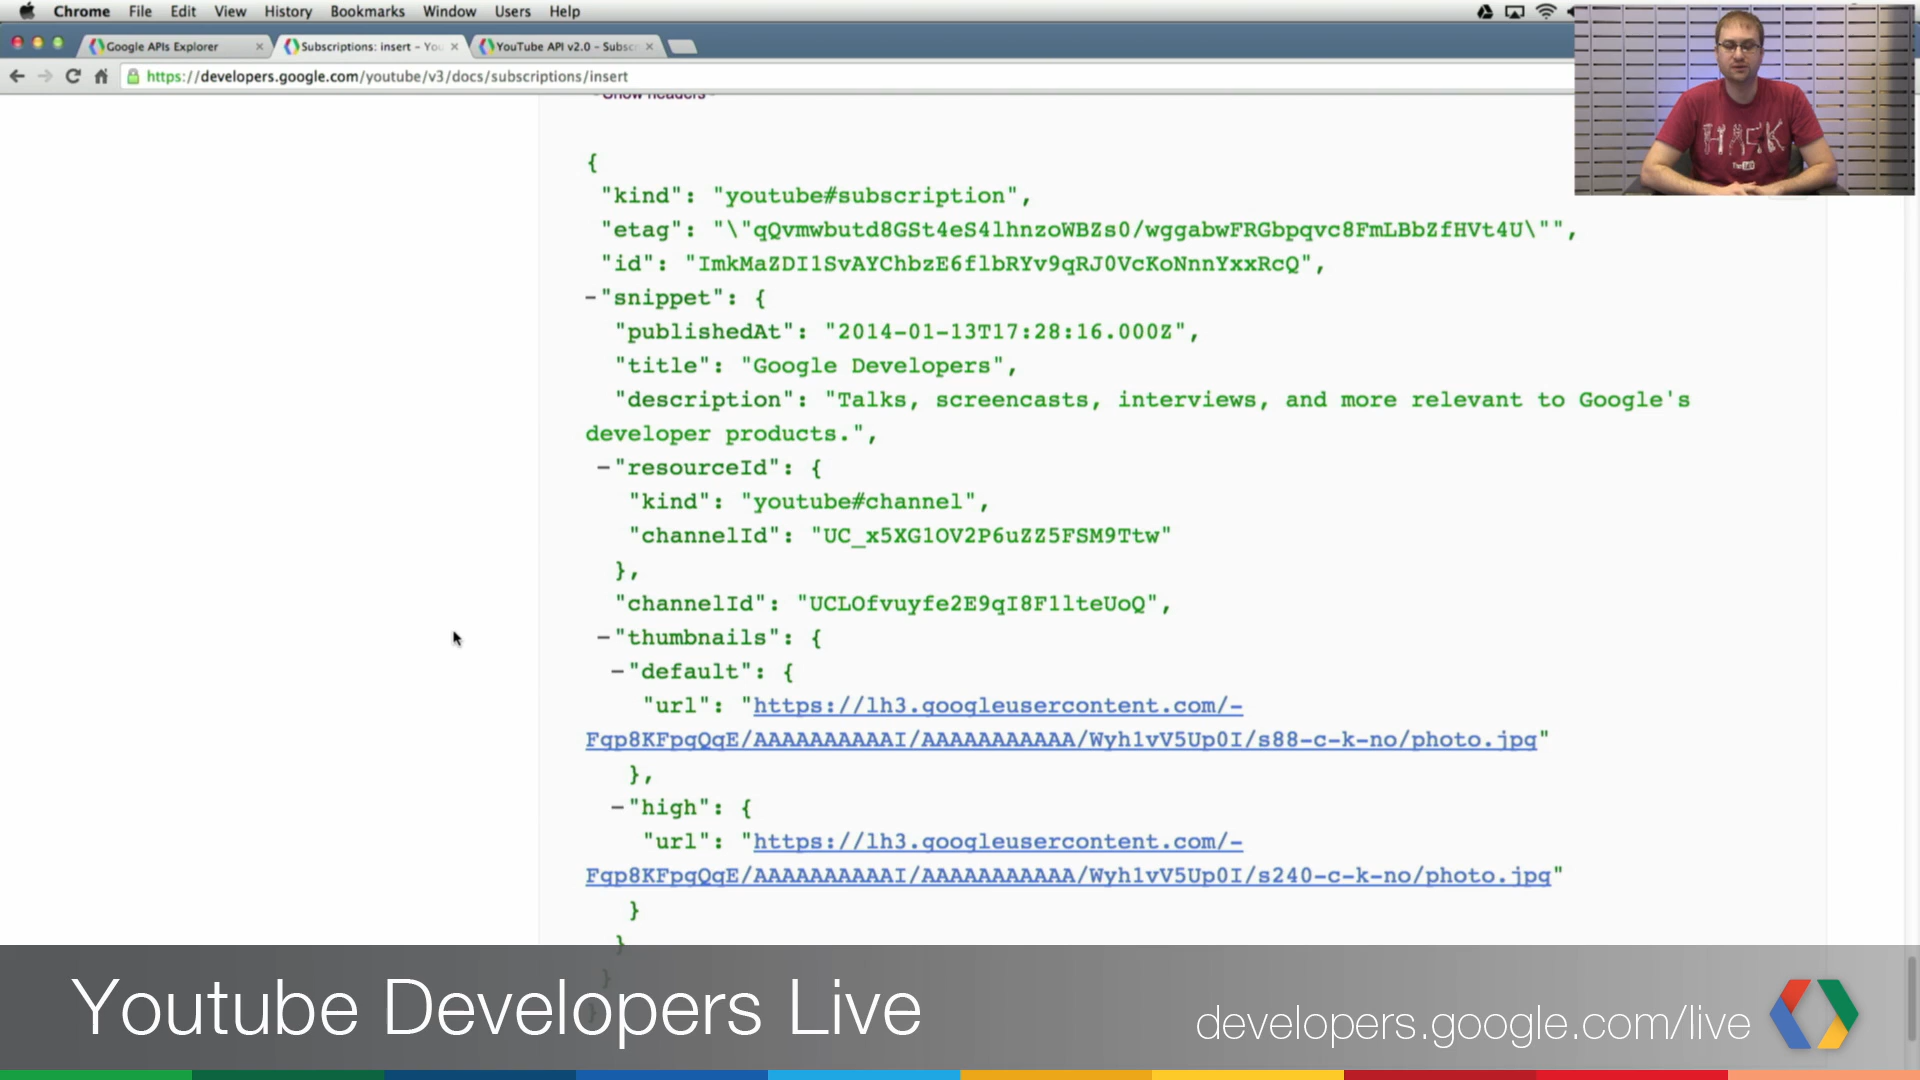 Chrome File Edit View History Bookmarks Window Users Help
Google APIs Explorer
Subscriptions: insert – You
YouTube API v2.0 – Subsc
https://developers.google.com/youtube/v3/docs/subscriptions/insert
- Show headers -
{
"kind": "youtube#subscription",
"etag": "\"qQvmwbutd8GSt4eS4lhnzoWBZs0/wggabwFRGbpqvc8FmLBbZfHVt4U\"",
"id": "ImkMaZDI1SvAYChbzE6flbRYv9qRJ0VcKoNnnYxxRcQ",
–"snippet": {
"publishedAt": "2014-01-13T17:28:16.000Z",
"title": "Google Developers",
"description": "Talks, screencasts, interviews, and more relevant to Google's
developer products.",
–"resourceId": {
"kind": "youtube#channel",
"channelId": "UC_x5XG1OV2P6uZZ5FSM9Ttw"
},
"channelId": "UCLOfvuyfe2E9qI8F1lteUoQ",
–"thumbnails": {
–"default": {
"url": "https://lh3.googleusercontent.com/-
Fqp8KFpqQqE/AAAAAAAAAAI/AAAAAAAAAAA/Wyh1vV5Up0I/s88-c-k-no/photo.jpg"
},
–"high": {
"url": "https://lh3.googleusercontent.com/-
Fqp8KFpqQqE/AAAAAAAAAAI/AAAAAAAAAAA/Wyh1vV5Up0I/s240-c-k-no/photo.jpg"
}
}
}
}
HACK
Youtube Developers Live
developers.google.com/live